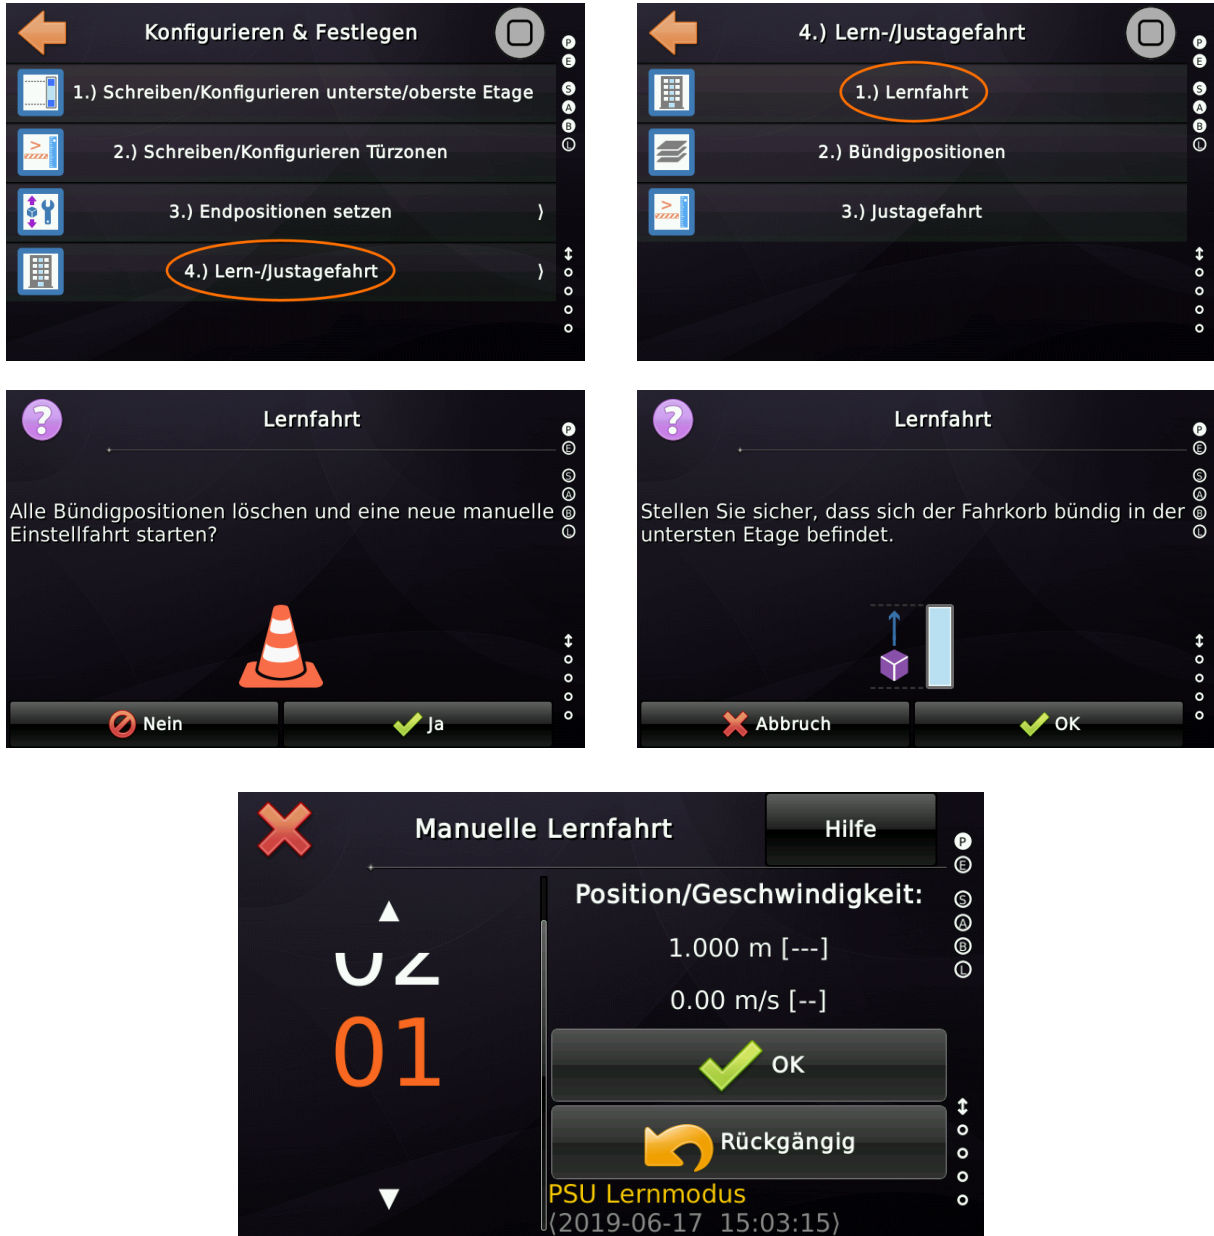 Konfigurieren & Festlegen
P
E
1.) Schreiben/Konfigurieren unterste/oberste Etage
S
A
B
L
2.) Schreiben/Konfigurieren Türzonen
3.) Endpositionen setzen
4.) Lern-/Justagefahrt
4.) Lern-/Justagefahrt
P
E
1.) Lernfahrt
S
A
B
L
2.) Bündigpositionen
3.) Justagefahrt
?
Lernfahrt
P
E
S
A
B
L
Alle Bündigpositionen löschen und eine neue manuelle
Einstellfahrt starten?
Nein
Ja
?
Lernfahrt
P
E
S
A
B
L
Stellen Sie sicher, dass sich der Fahrkorb bündig in der
untersten Etage befindet.
Abbruch
OK
Manuelle Lernfahrt
Hilfe
P
E
S
A
B
L
02
01
Position/Geschwindigkeit:
1.000 m [---]
0.00 m/s [--]
OK
Rückgängig
PSU Lernmodus
⟨2019-06-17 15:03:15⟩